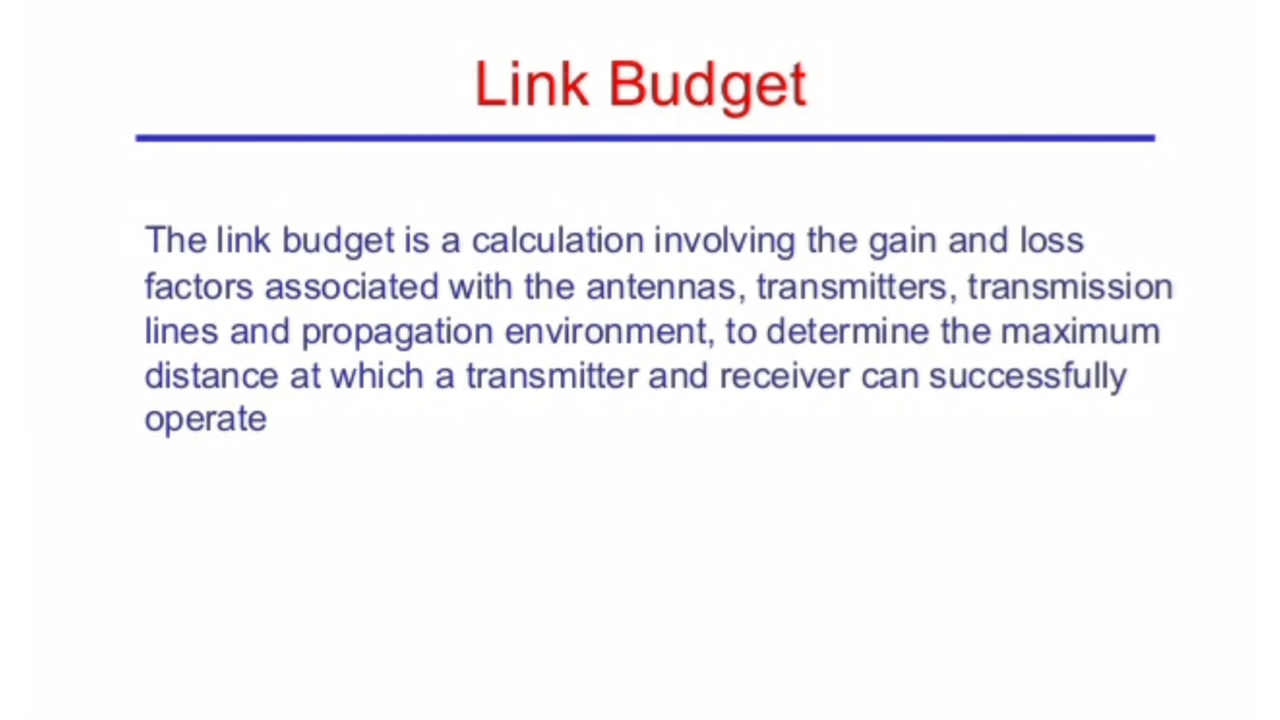 Link Budget
The link budget is a calculation involving the gain and loss
factors associated with the antennas, transmitters, transmission
lines and propagation environment, to determine the maximum
distance at which a transmitter and receiver can successfully
operate